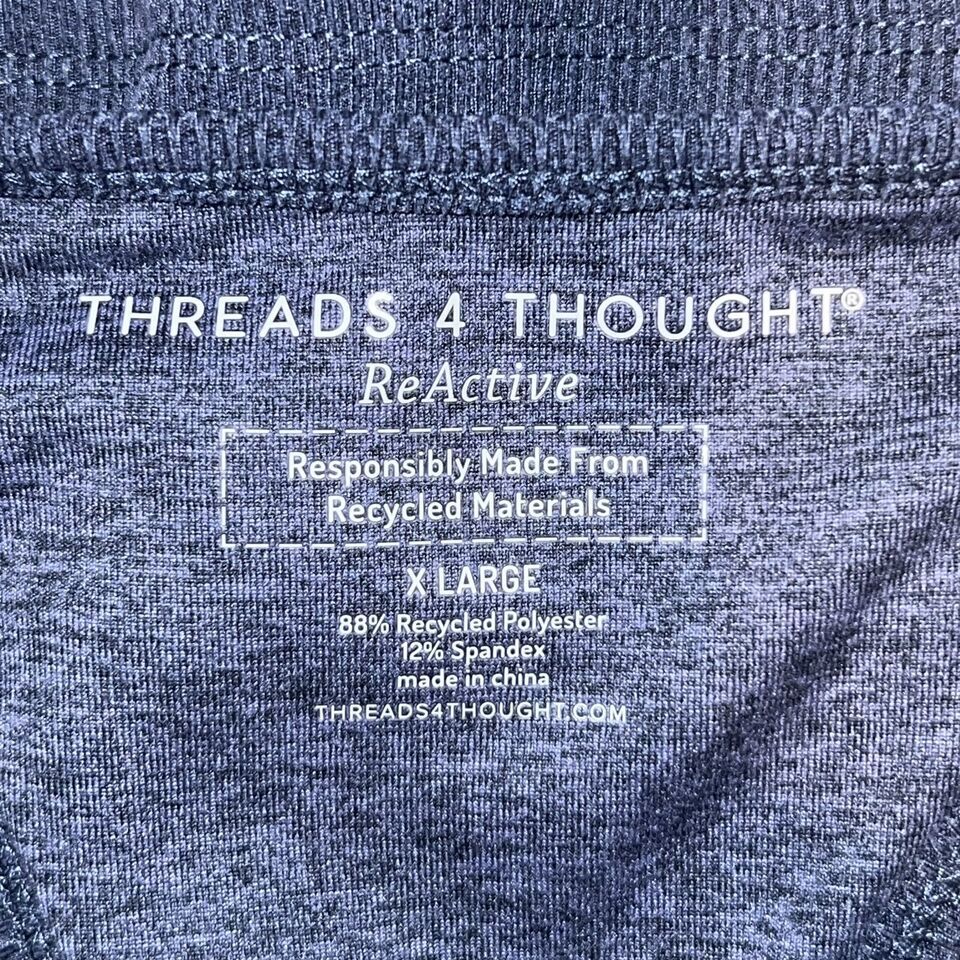 THREADS 4 THOUGHT®
ReActive
Responsibly Made From
Recycled Materials
X LARGE
88% Recycled Polyester
12% Spandex
made in china
THREADS4THOUGHT.COM